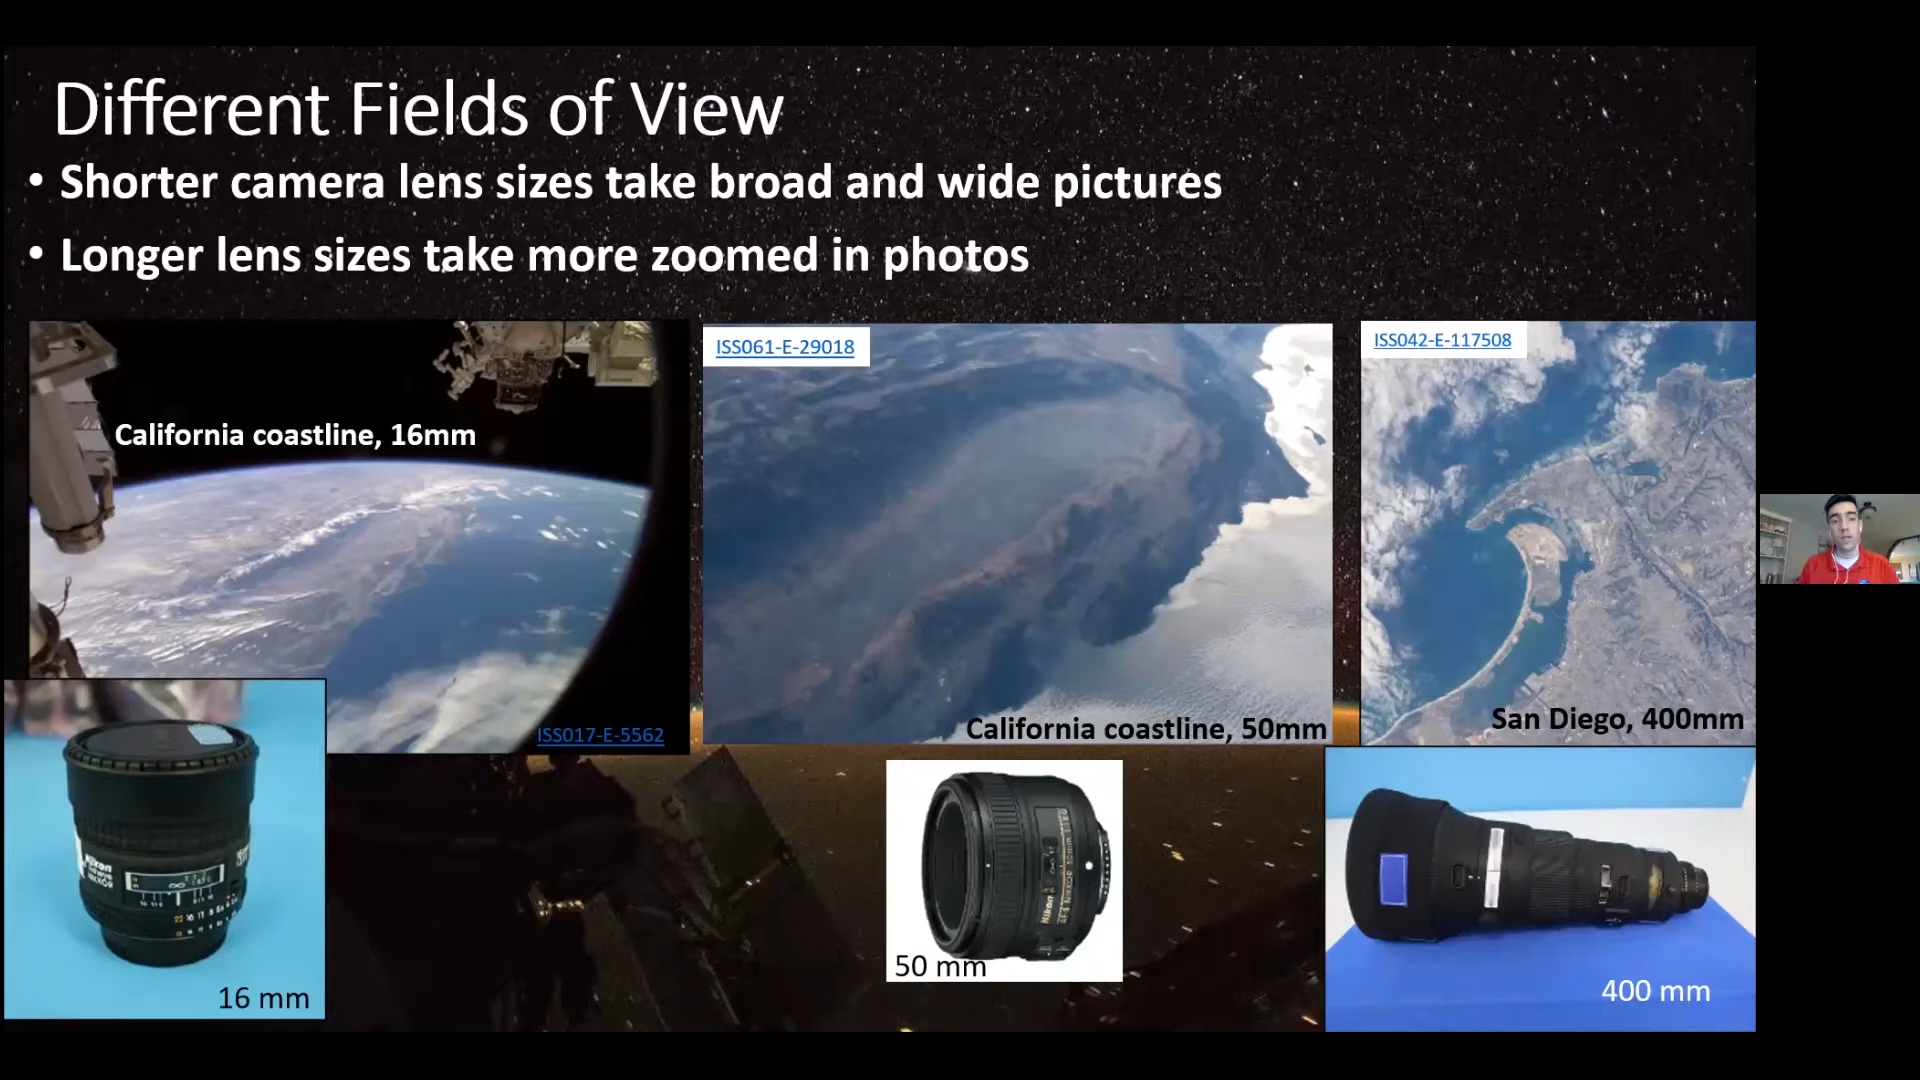 Different Fields of View
• Shorter camera lens sizes take broad and wide pictures
• Longer lens sizes take more zoomed in photos
California coastline, 16mm
ISS017-E-5562
ISS061-E-29018
California coastline, 50mm
ISS042-E-117508
San Diego, 400mm
Nikon
16 mm
Nikon
50 mm
400 mm